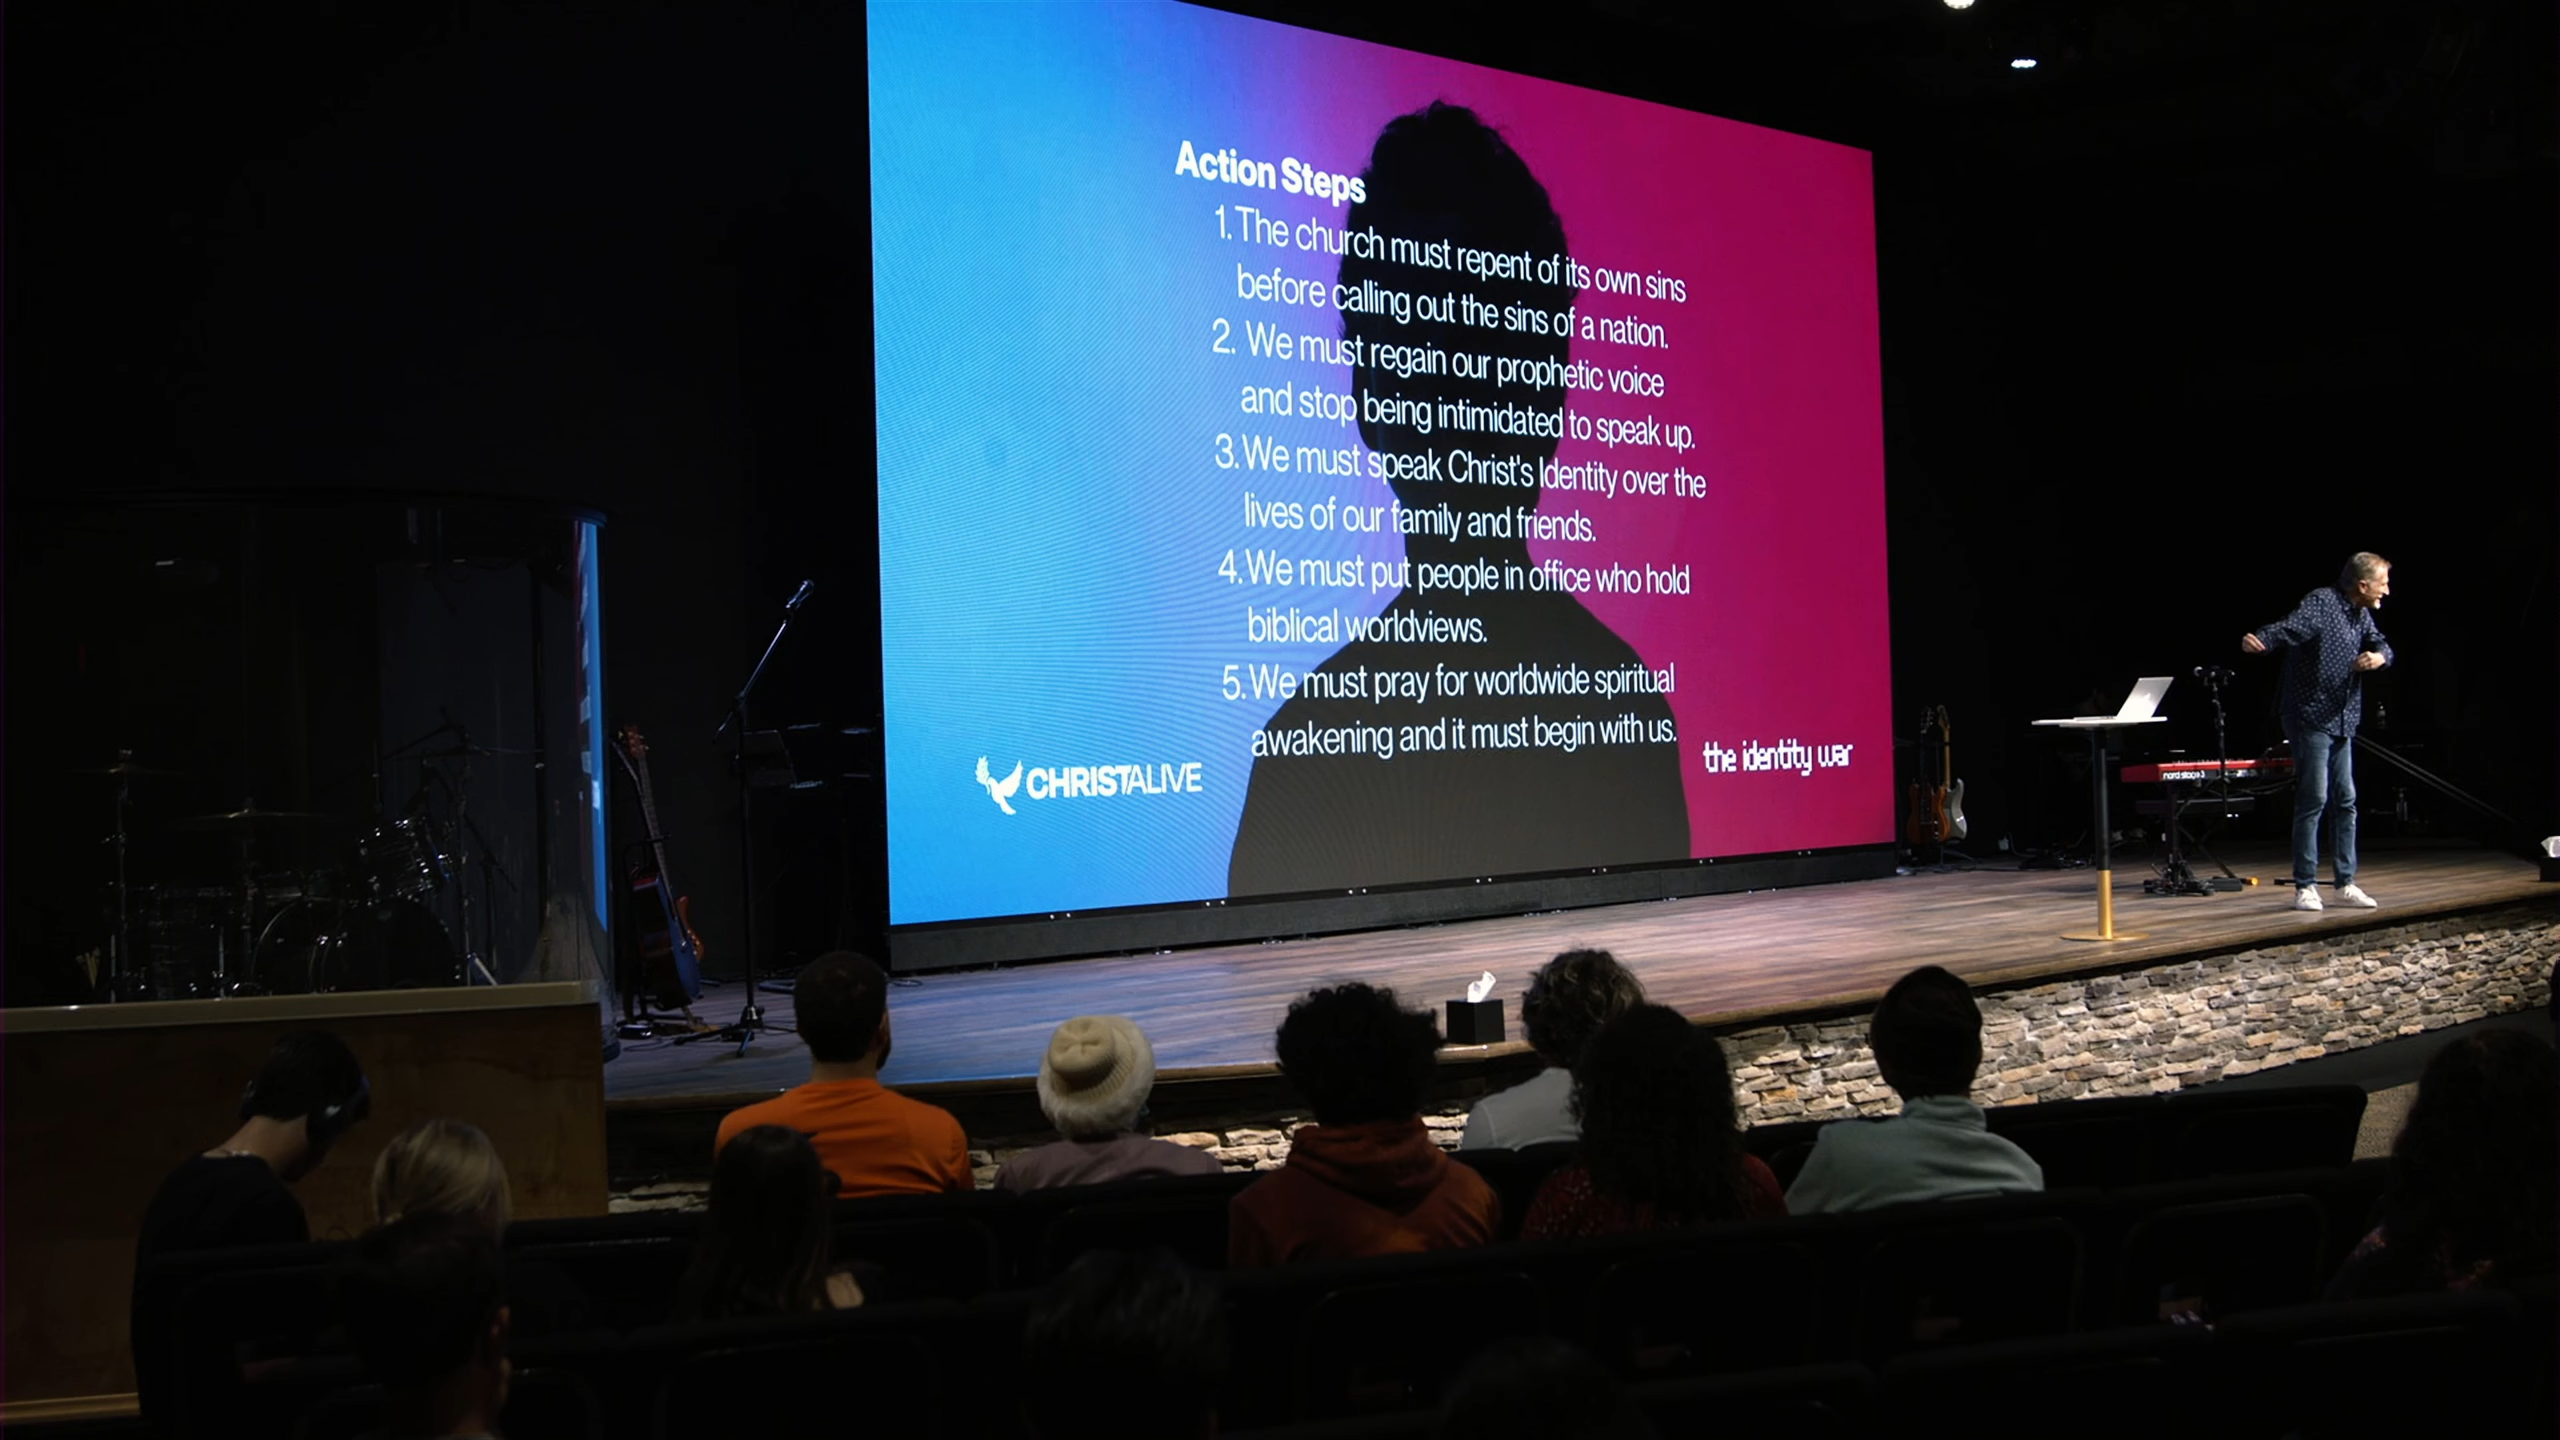 Action Steps
1. The church must repent of its own sins
before calling out the sins of a nation.
2. We must regain our prophetic voice
and stop being intimidated to speak up.
3. We must speak Christ's Identity over the
lives of our family and friends.
4. We must put people in office who hold
biblical worldviews.
5. We must pray for worldwide spiritual
awakening and it must begin with us.
CHRISTALIVE
the identity war
nord stage 3